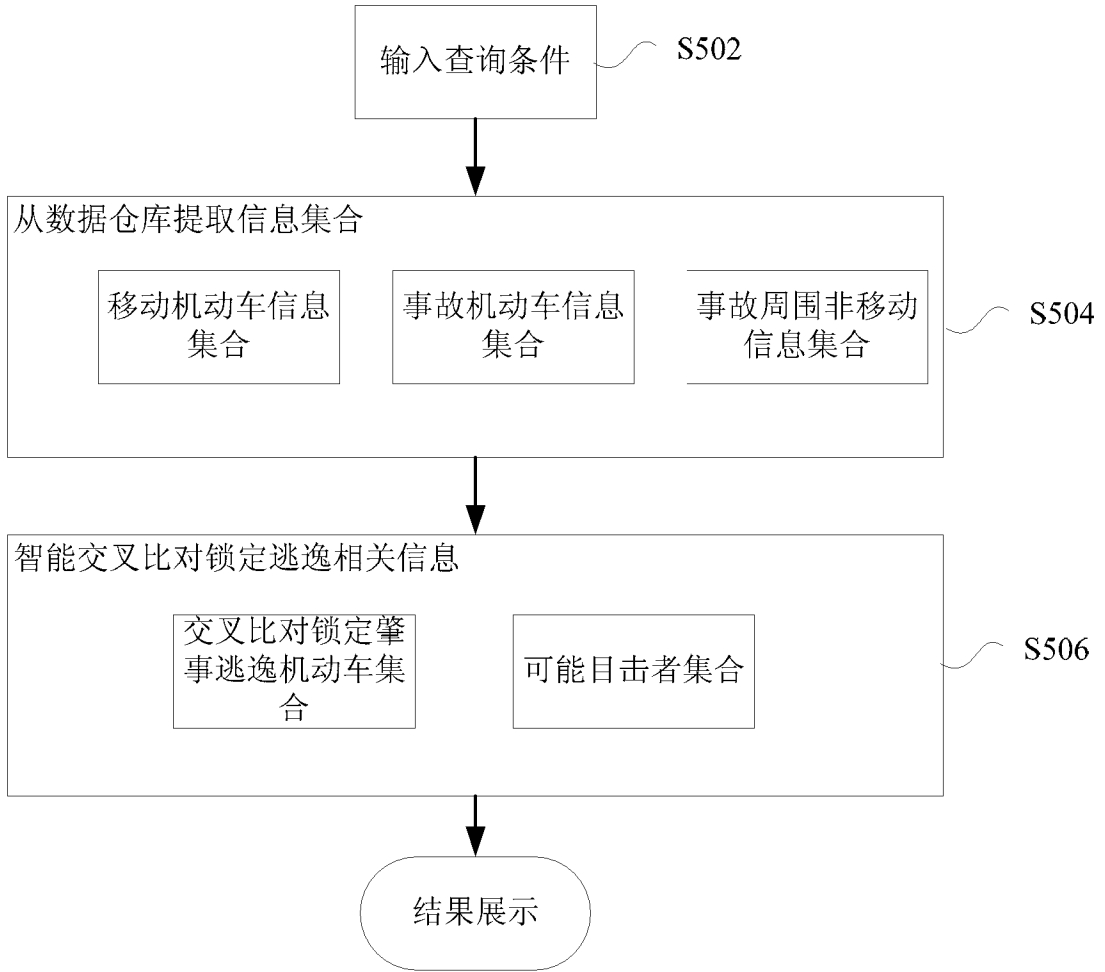 输入查询条件
S502
从数据仓库提取信息集合
移动机动车信息
集合
事故机动车信息
集合
事故周围非移动
信息集合
S504
智能交叉比对锁定逃逸相关信息
交叉比对锁定肇
事逃逸机动车集
合
可能目击者集合
S506
结果展示